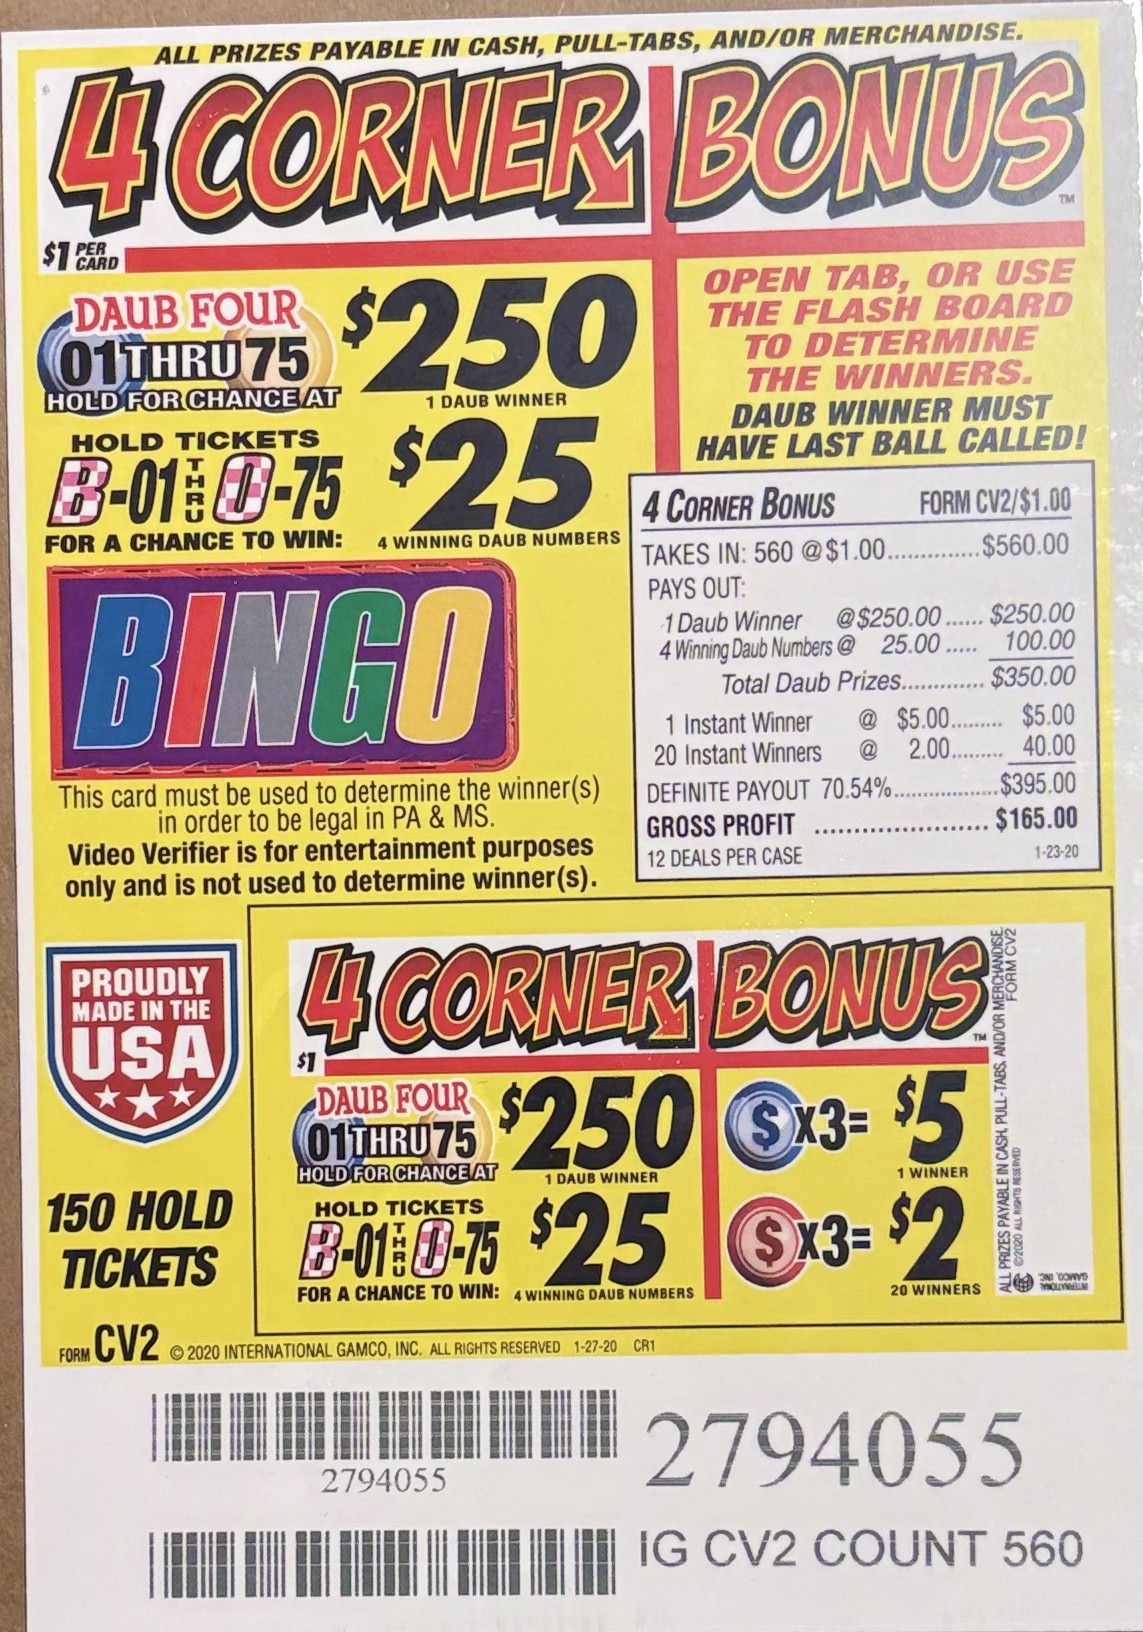 ALL PRIZES PAYABLE IN CASH, PULL-TABS, AND/OR MERCHANDISE.
4 CORNER BONUS™
$1 PER CARD
DAUB FOUR
01 THRU 75
HOLD FOR CHANCE AT
$250
1 DAUB WINNER
HOLD TICKETS
B-01 THRU O-75
FOR A CHANCE TO WIN:
$25
4 WINNING DAUB NUMBERS
OPEN TAB, OR USE
THE FLASH BOARD
TO DETERMINE
THE WINNERS.
DAUB WINNER MUST
HAVE LAST BALL CALLED!
BINGO
This card must be used to determine the winner(s)
in order to be legal in PA & MS.
Video Verifier is for entertainment purposes
only and is not used to determine winner(s).
4 CORNER BONUS FORM CV2/$1.00
TAKES IN: 560 @ $1.00..............$560.00
PAYS OUT:
1 Daub Winner @$250.00...... $250.00
4 Winning Daub Numbers @ 25.00..... 100.00
Total Daub Prizes............. $350.00
1 Instant Winner @ $5.00......... $5.00
20 Instant Winners @ 2.00......... 40.00
DEFINITE PAYOUT 70.54%.................$395.00
GROSS PROFIT ........................ $165.00
12 DEALS PER CASE 1-23-20
PROUDLY
MADE IN THE
USA
150 HOLD
TICKETS
4 CORNER BONUS™
$1
DAUB FOUR
01 THRU 75
HOLD FOR CHANCE AT
$250
1 DAUB WINNER
HOLD TICKETS
B-01 THRU O-75
FOR A CHANCE TO WIN:
$25
4 WINNING DAUB NUMBERS
$ X3= $5
1 WINNER
$ X3= $2
20 WINNERS
ALL PRIZES PAYABLE IN CASH, PULL-TABS, AND/OR MERCHANDISE.
©2020 ALL RIGHTS RESERVED FORM CV2
INTERNATIONAL
GAMCO, INC.
FORM CV2 © 2020 INTERNATIONAL GAMCO, INC. ALL RIGHTS RESERVED 1-27-20 CR1
2794055
2794055
IG CV2 COUNT 560